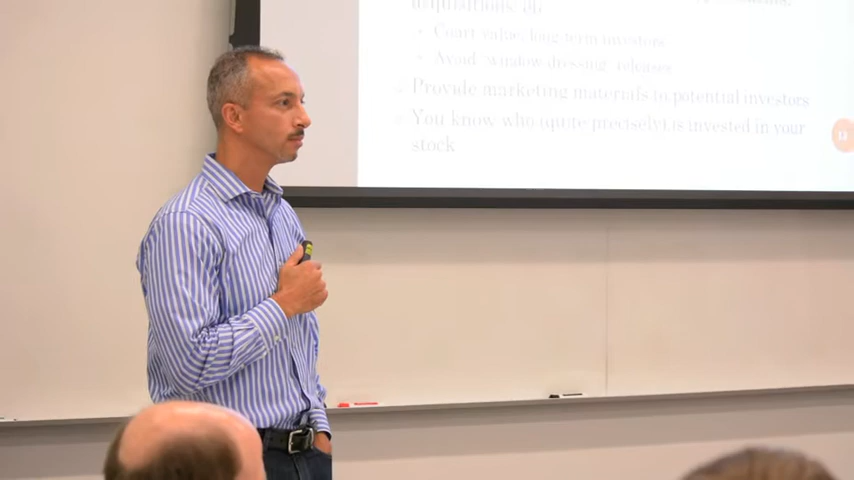 Court value, long-term investors
Avoid "window dressing" releases
Provide marketing materials to potential investors
You know who (quite precisely) is invested in your
stock